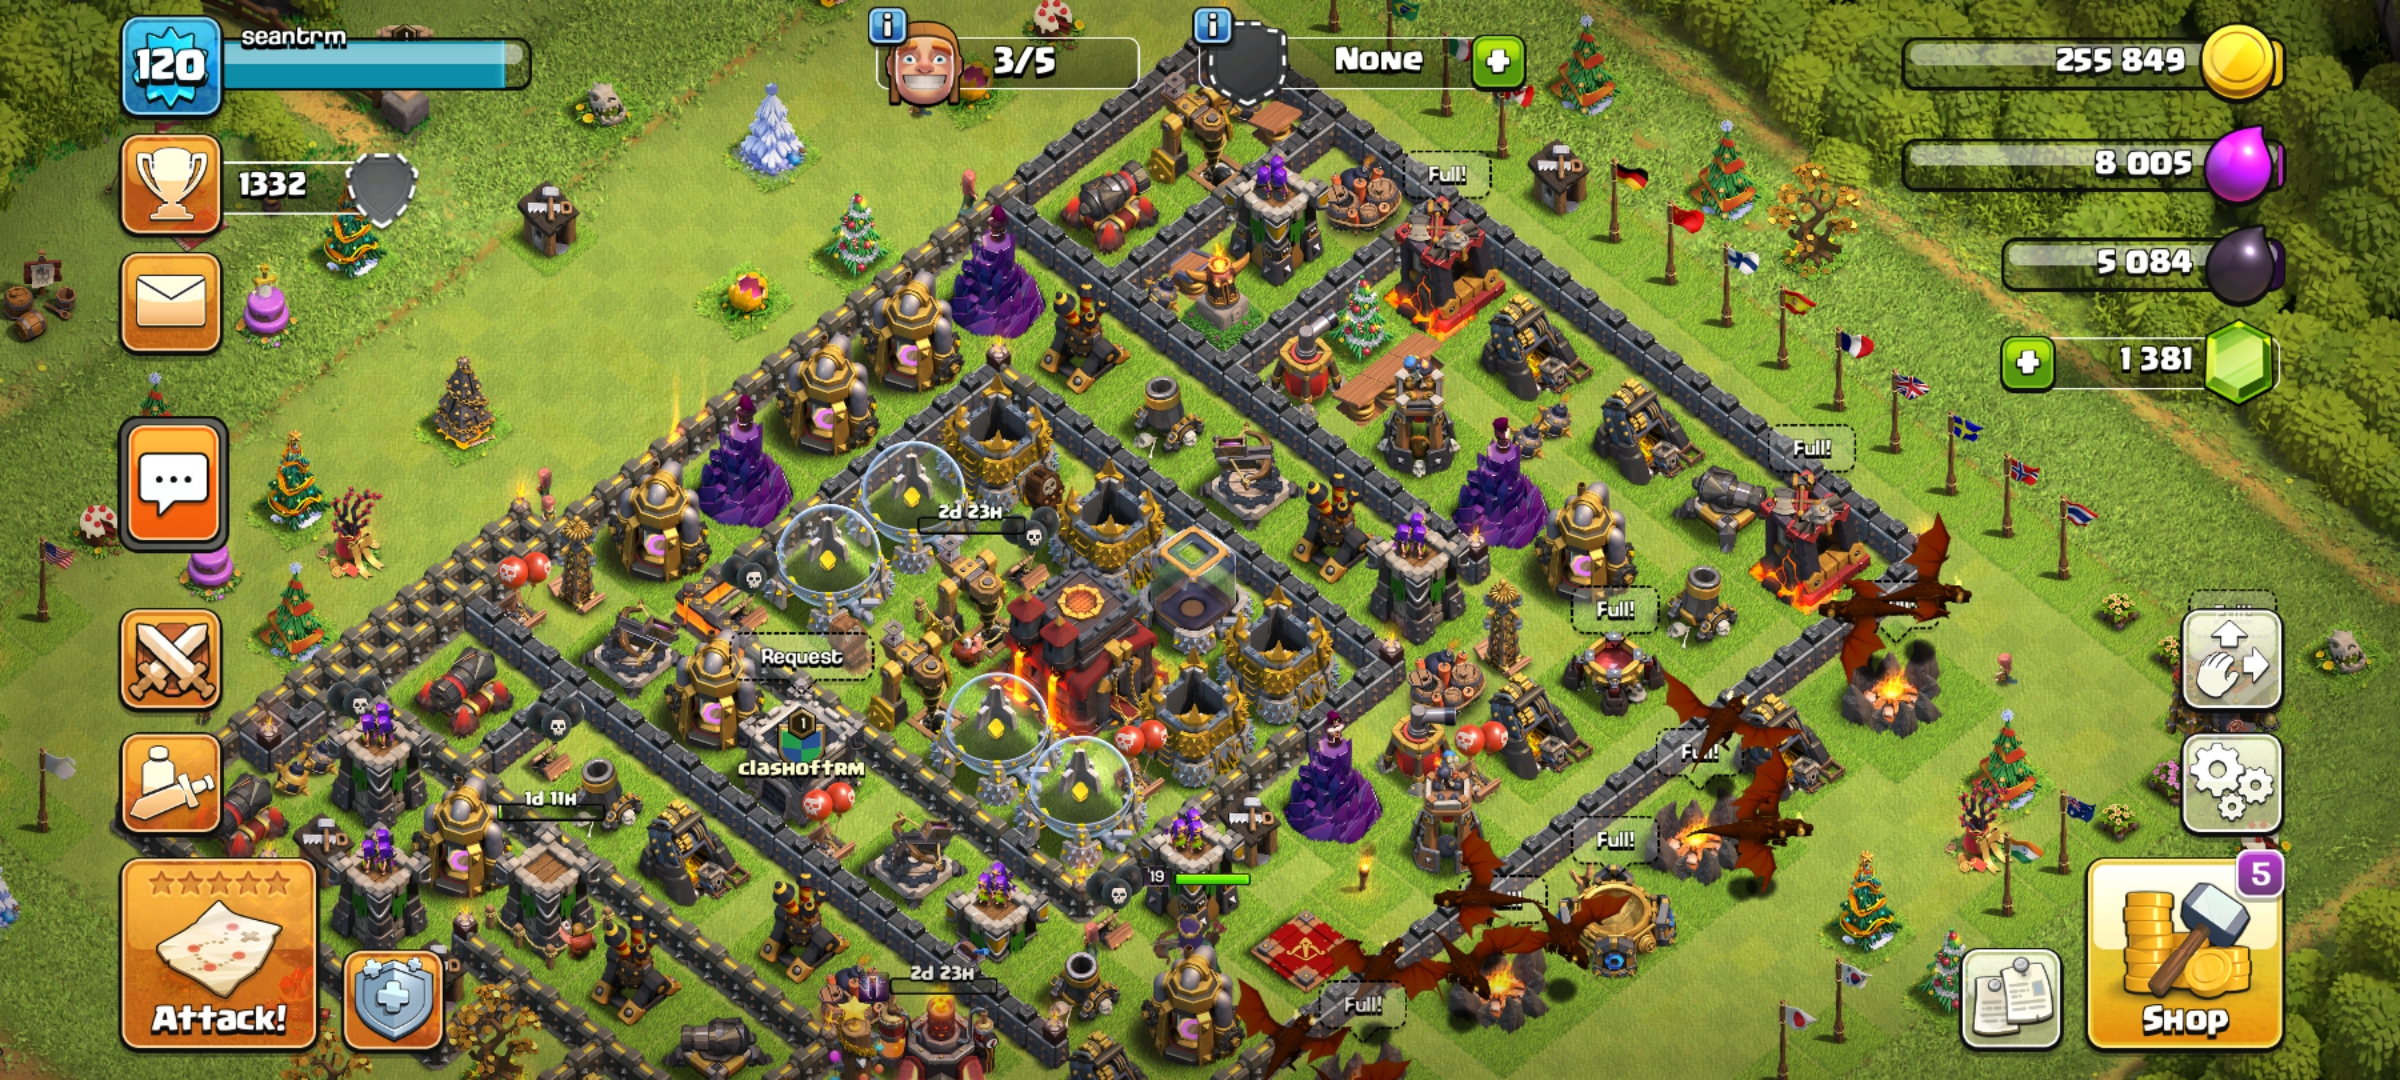 120
seantrm
3/5
None
255 849
1332
8 005
5 084
1 381
Full!
Full!
2d 23H
Full!
Request
1
clashoftrm
1d 11H
Full!
19
2d 23H
Full!
5
Attack!
Shop